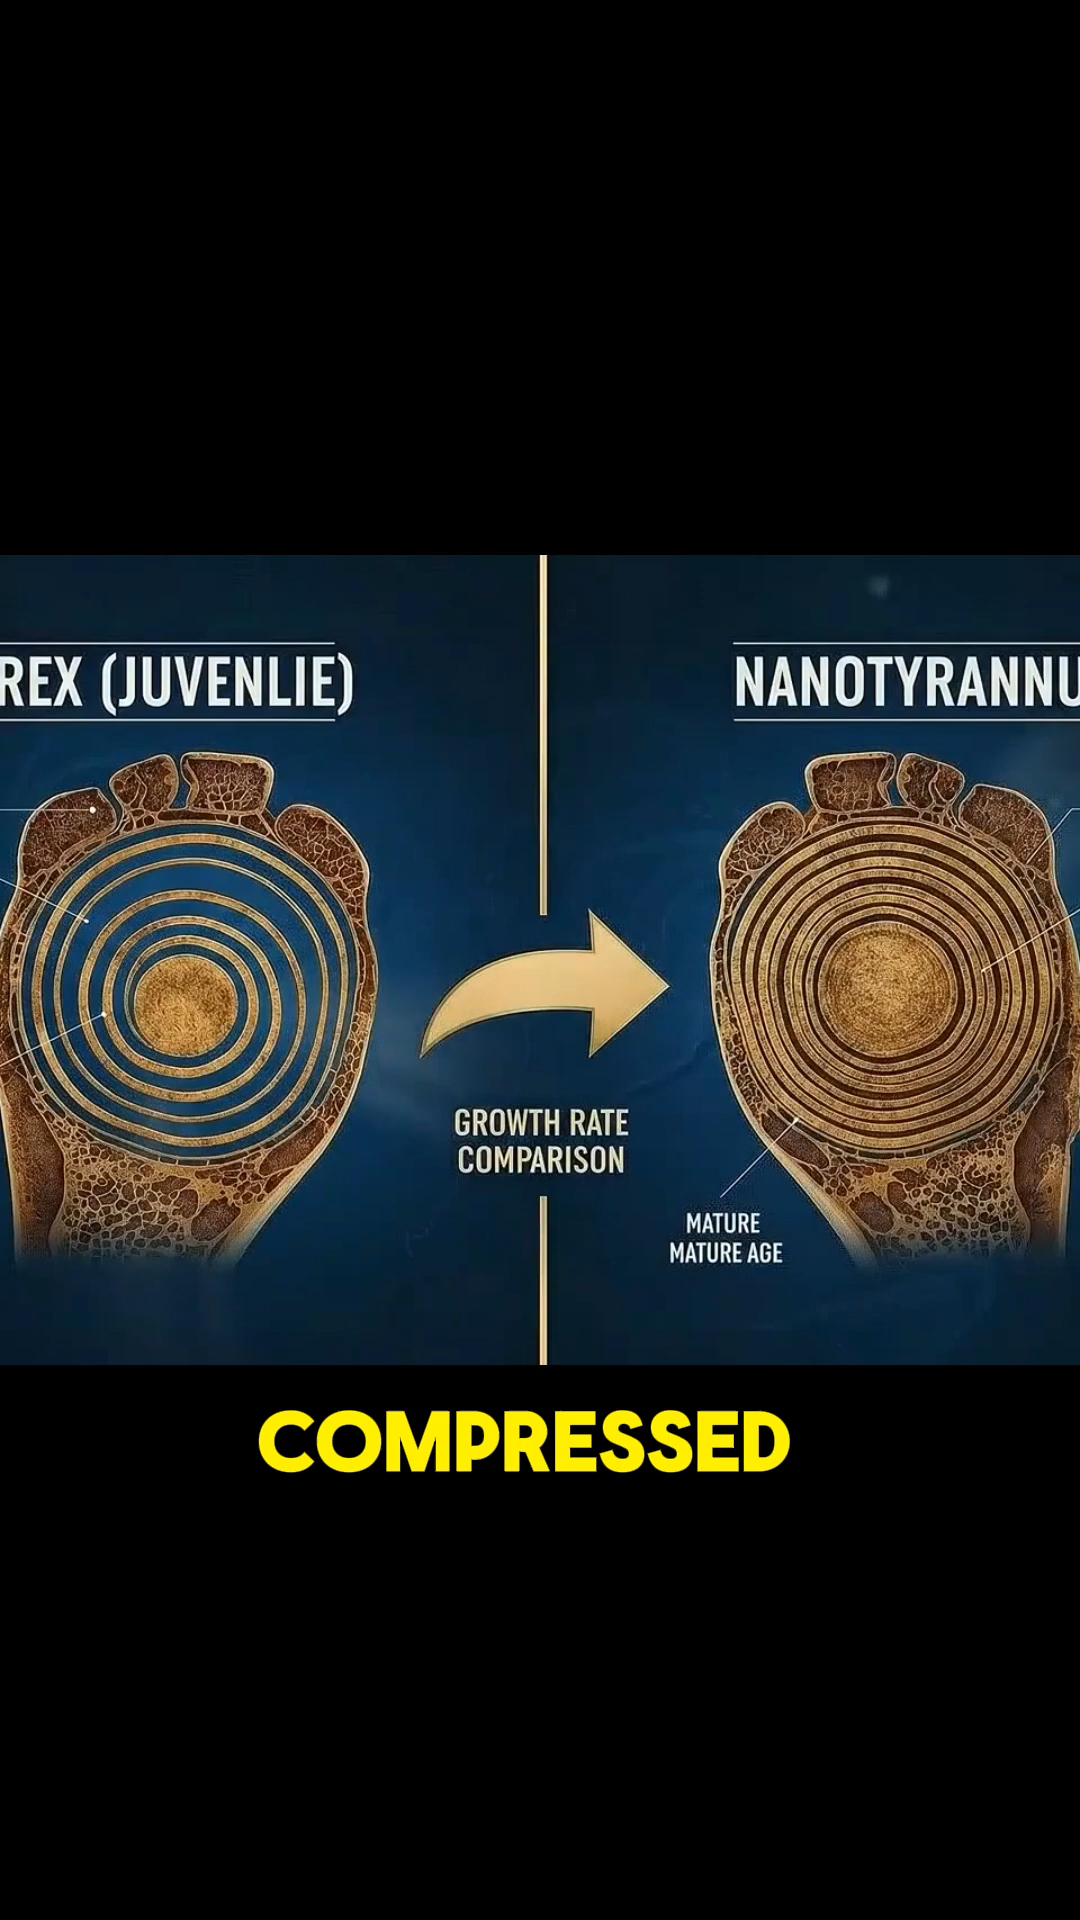 REX (JUVENLIE)
NANOTYRANNU
GROWTH RATE
COMPARISON
MATURE
MATURE AGE
COMPRESSED